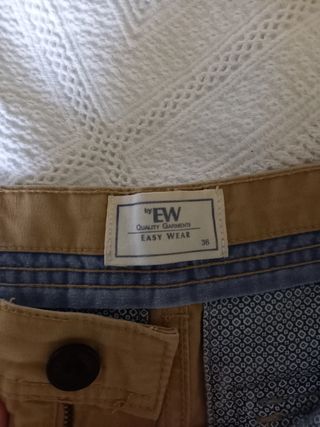 by EW
QUALITY GARMENTS
EASY WEAR
36